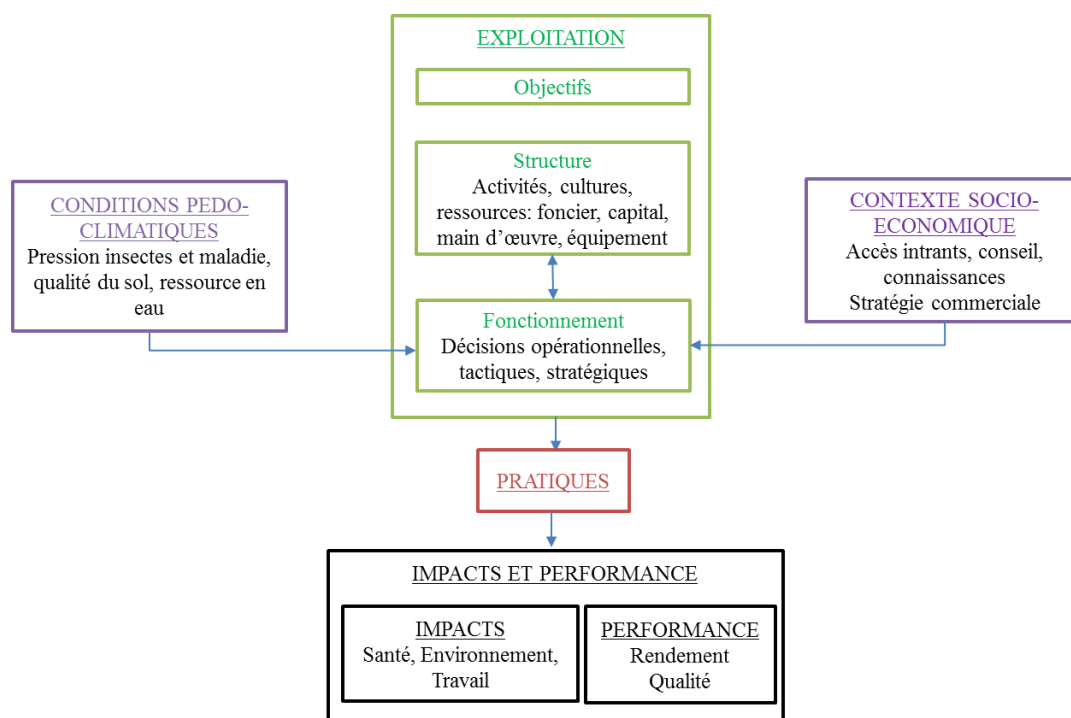 EXPLOITATION
Objectifs
Structure
Activités, cultures,
ressources: foncier, capital,
main d’œuvre, équipement
CONDITIONS PEDO-
CLIMATIQUES
Pression insectes et maladie,
qualité du sol, ressource en
eau
CONTEXTE SOCIO-
ECONOMIQUE
Accès intrants, conseil,
connaissances
Stratégie commerciale
Fonctionnement
Décisions opérationnelles,
tactiques, stratégiques
PRATIQUES
IMPACTS ET PERFORMANCE
IMPACTS
Santé, Environnement,
Travail
PERFORMANCE
Rendement
Qualité